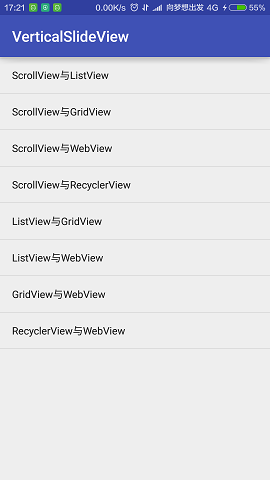 17:21 0.00K/s 向梦想出发 4G 55%
VerticalSlideView
ScrollView与ListView
ScrollView与GridView
ScrollView与WebView
ScrollView与RecyclerView
ListView与GridView
ListView与WebView
GridView与WebView
RecyclerView与WebView